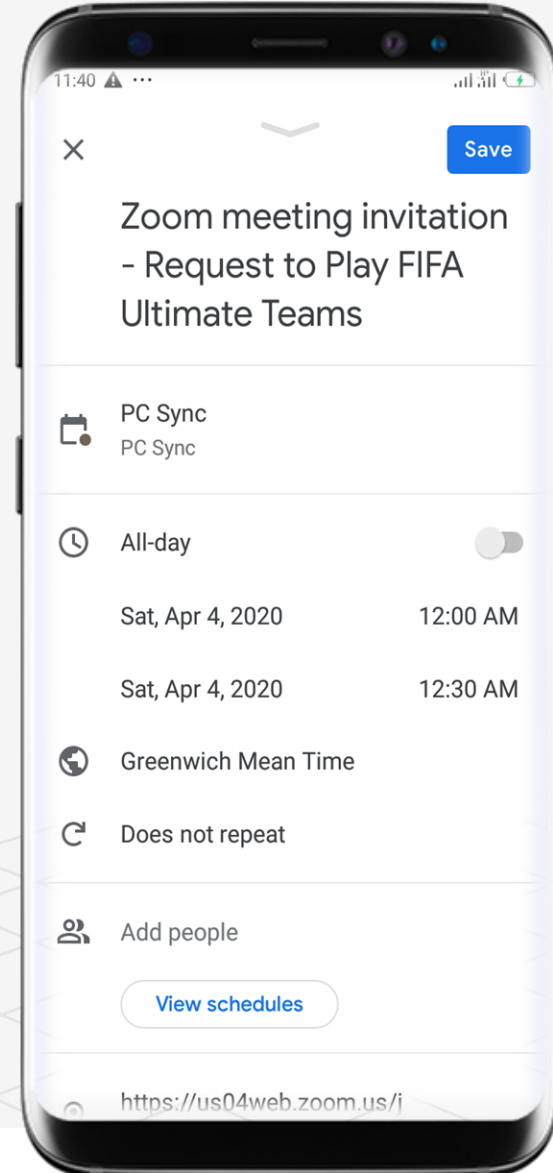 11:40
Save
Zoom meeting invitation
- Request to Play FIFA
Ultimate Teams
PC Sync
PC Sync
All-day
Sat, Apr 4, 2020 12:00 AM
Sat, Apr 4, 2020 12:30 AM
Greenwich Mean Time
Does not repeat
Add people
View schedules
https://us04web.zoom.us/j